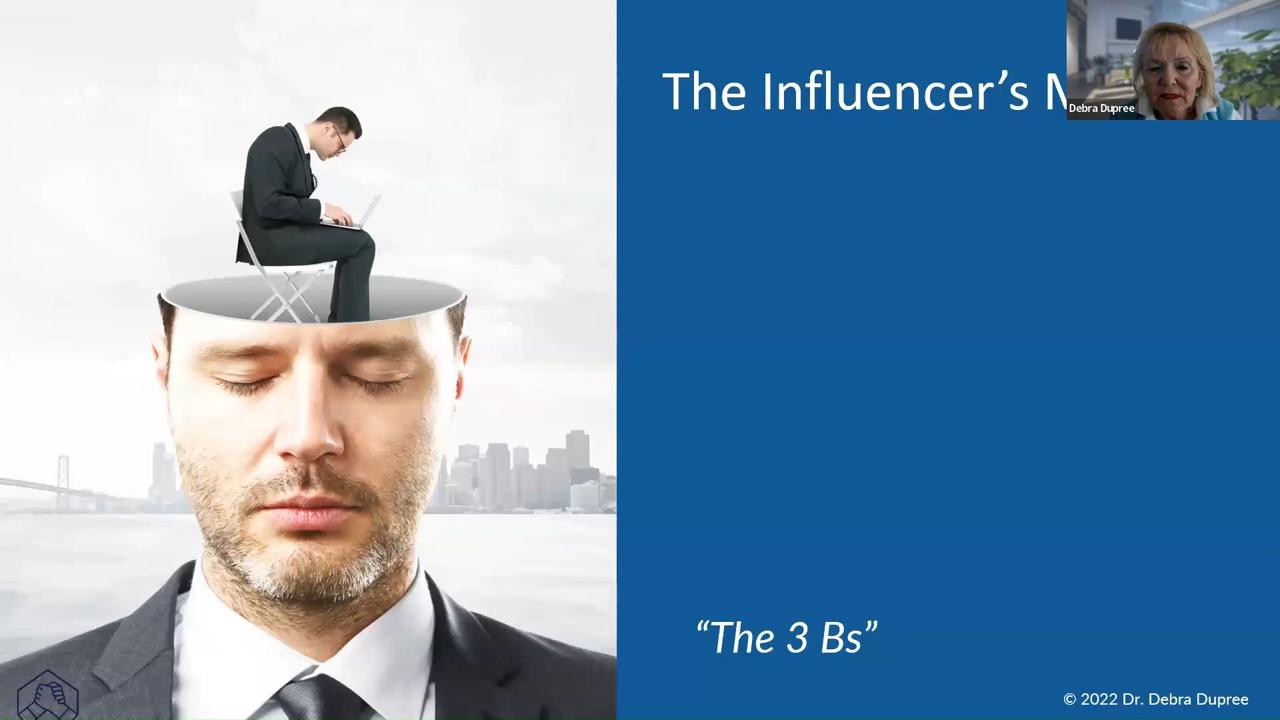 The Influencer’s
Debra Dupree
“The 3 Bs”
© 2022 Dr. Debra Dupree